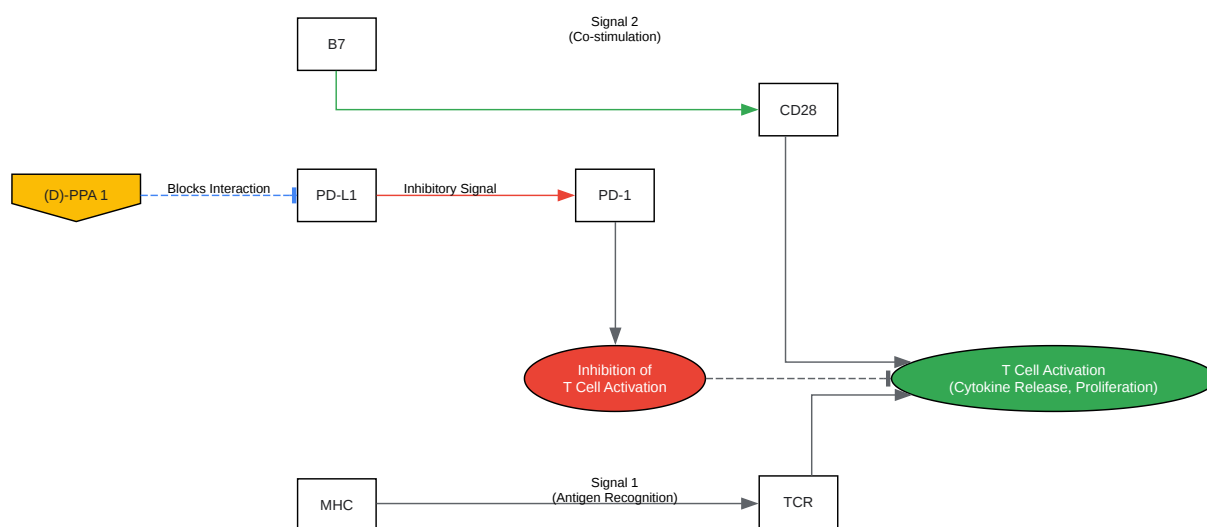 Signal 2
(Co-stimulation)
B7
CD28
(D)-PPA 1
Blocks Interaction
PD-L1
Inhibitory Signal
PD-1
Inhibition of
T Cell Activation
T Cell Activation
(Cytokine Release, Proliferation)
Signal 1
(Antigen Recognition)
MHC
TCR